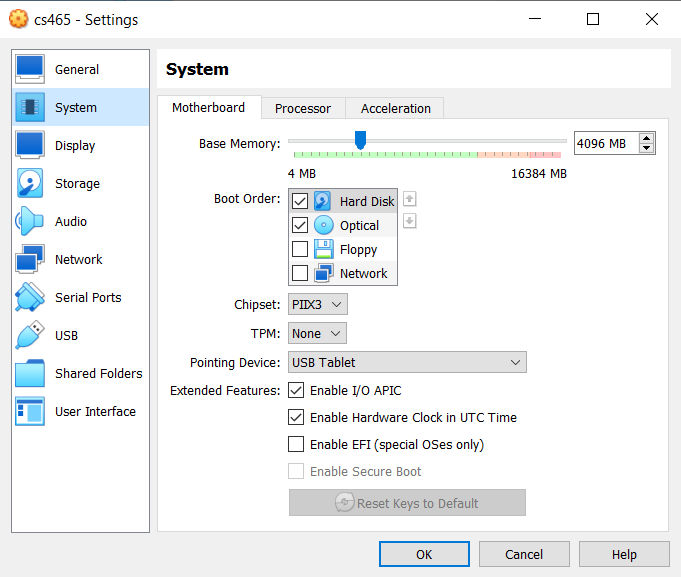 cs465 - Settings
General
System
Display
Storage
Audio
Network
Serial Ports
USB
Shared Folders
User Interface
System
Motherboard Processor Acceleration
Base Memory: 4096 MB
4 MB 16384 MB
Boot Order: Hard Disk
Optical
Floppy
Network
Chipset: PIIX3
TPM: None
Pointing Device: USB Tablet
Extended Features: Enable I/O APIC
Enable Hardware Clock in UTC Time
Enable EFI (special OSes only)
Enable Secure Boot
Reset Keys to Default
OK Cancel Help